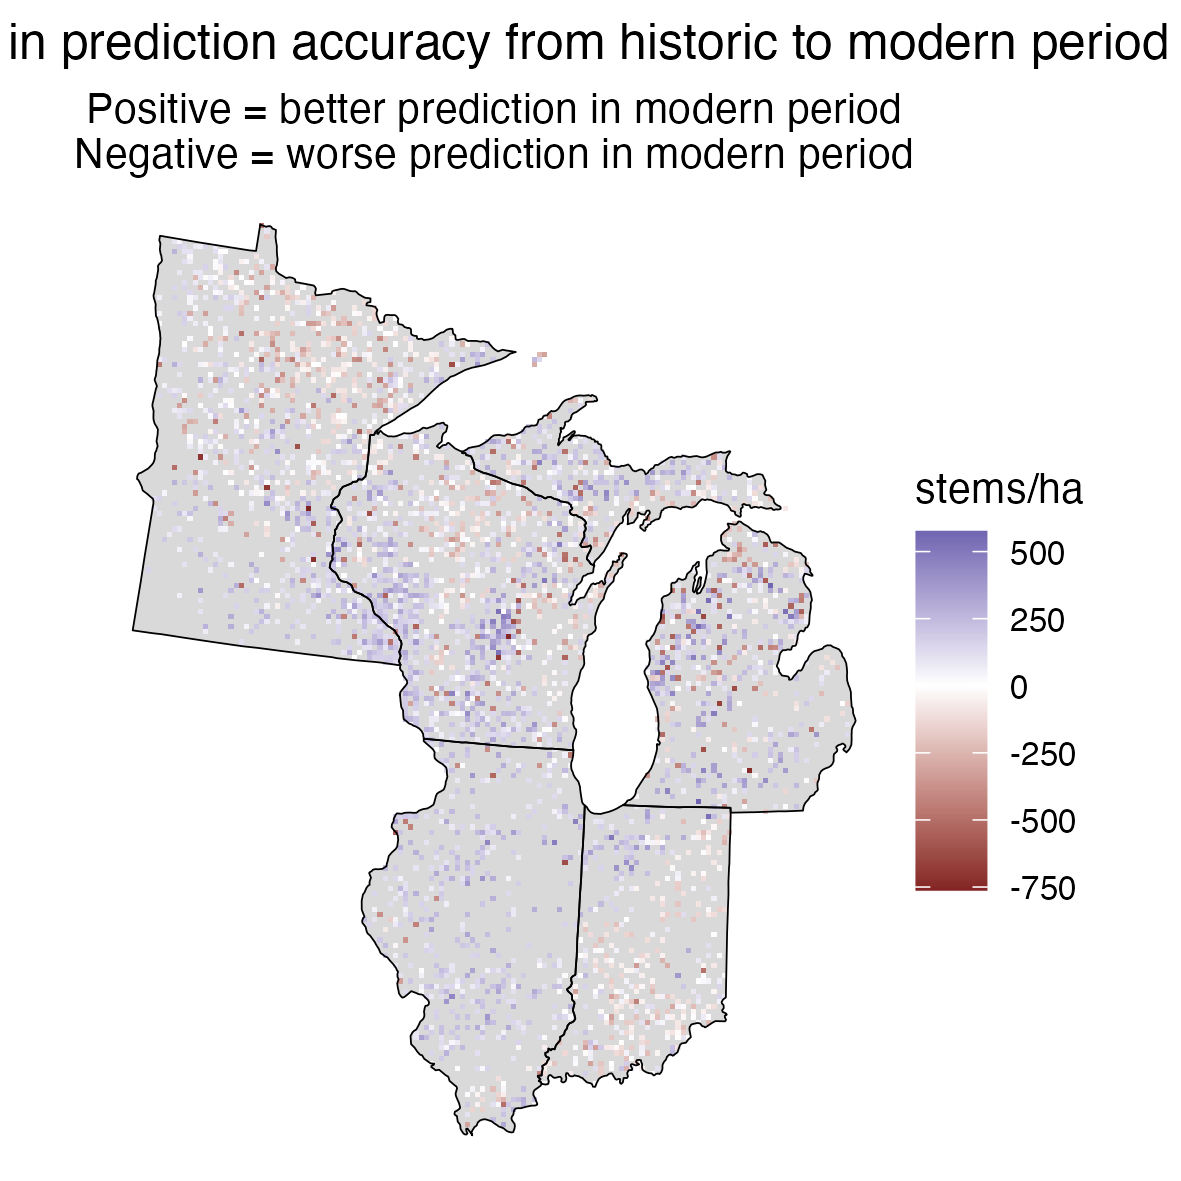 in prediction accuracy from historic to modern period
Positive = better prediction in modern period
Negative = worse prediction in modern period
stems/ha
500
250
0
-250
-500
-750